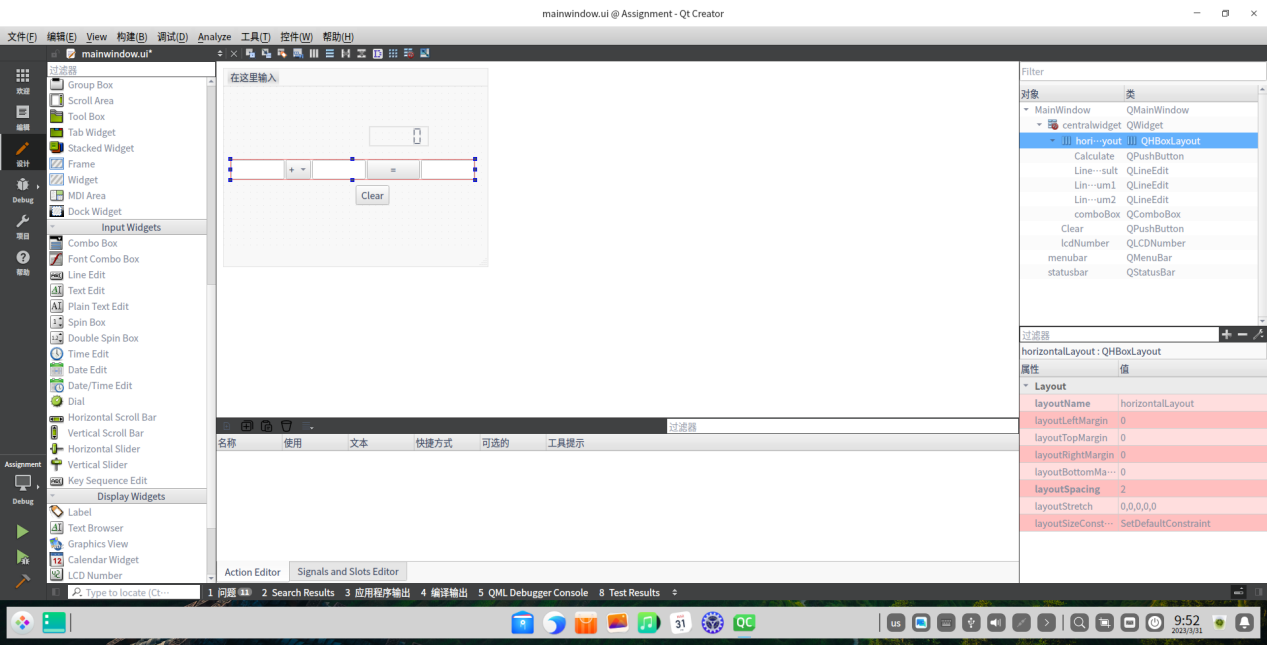 mainwindow.ui @ Assignment - Qt Creator
文件(F) 编辑(E) View 构建(B) 调试(D) Analyze 工具(T) 控件(W) 帮助(H)
mainwindow.ui*
欢迎
编辑
设计
Debug
项目
帮助
Assignment
Debug
过滤器
Group Box
Scroll Area
Tool Box
Tab Widget
Stacked Widget
Frame
Widget
MDI Area
Dock Widget
Input Widgets
Combo Box
Font Combo Box
Line Edit
Text Edit
Plain Text Edit
Spin Box
Double Spin Box
Time Edit
Date Edit
Date/Time Edit
Dial
Horizontal Scroll Bar
Vertical Scroll Bar
Horizontal Slider
Vertical Slider
Key Sequence Edit
Display Widgets
Label
Text Browser
Graphics View
Calendar Widget
LCD Number
在这里输入
0
+ =
Clear
过滤器
名称 使用 文本 快捷方式 可选的 工具提示
Action Editor Signals and Slots Editor
Filter
对象 类
MainWindow QMainWindow
centralwidget QWidget
hori···yout QHBoxLayout
Calculate QPushButton
Line···sult QLineEdit
Lin···um1 QLineEdit
Lin···um2 QLineEdit
comboBox QComboBox
Clear QPushButton
lcdNumber QLCDNumber
menubar QMenuBar
statusbar QStatusBar
过滤器
horizontalLayout : QHBoxLayout
属性 值
Layout
layoutName horizontalLayout
layoutLeftMargin 0
layoutTopMargin 0
layoutRightMargin 0
layoutBottomMa··· 0
layoutSpacing 2
layoutStretch 0,0,0,0,0
layoutSizeConst··· SetDefaultConstraint
Type to locate (Ct··· 1 问题 11 2 Search Results 3 应用程序输出 4 编译输出 5 QML Debugger Console 8 Test Results
31
QC
us
9:52
2023/3/31